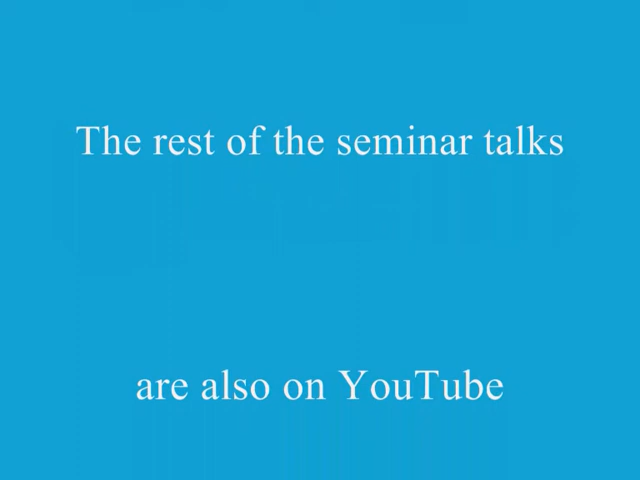 The rest of the seminar talks
are also on YouTube